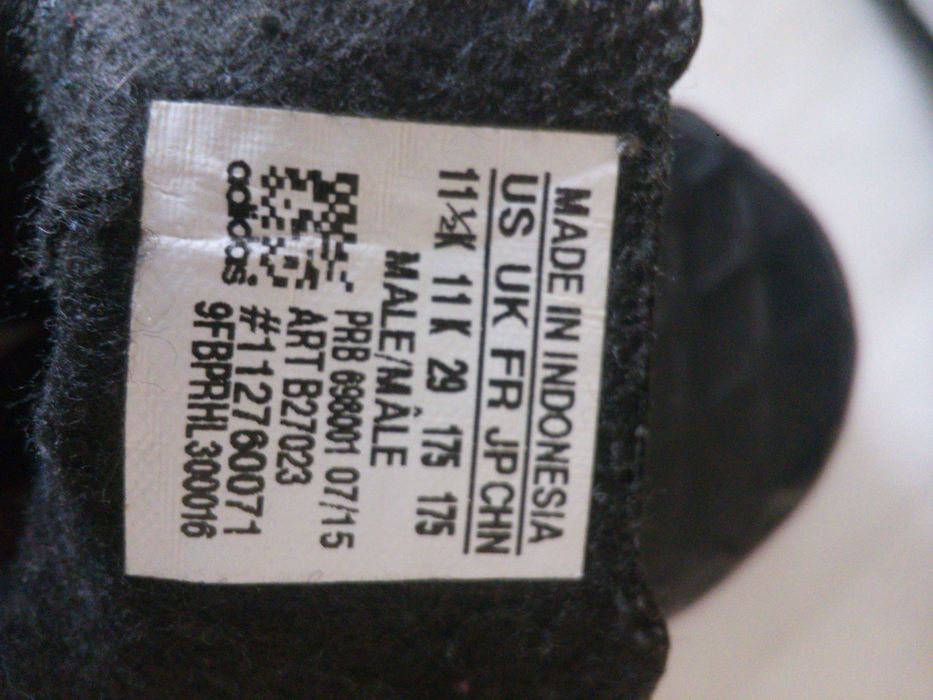 MADE IN INDONESIA
US UK FR JP CHN
11½K 11K 29 175 175
MALE/MÂLE
PRB 698001 07/15
ART B27023
#112760071
9FBPRHL300016
adidas